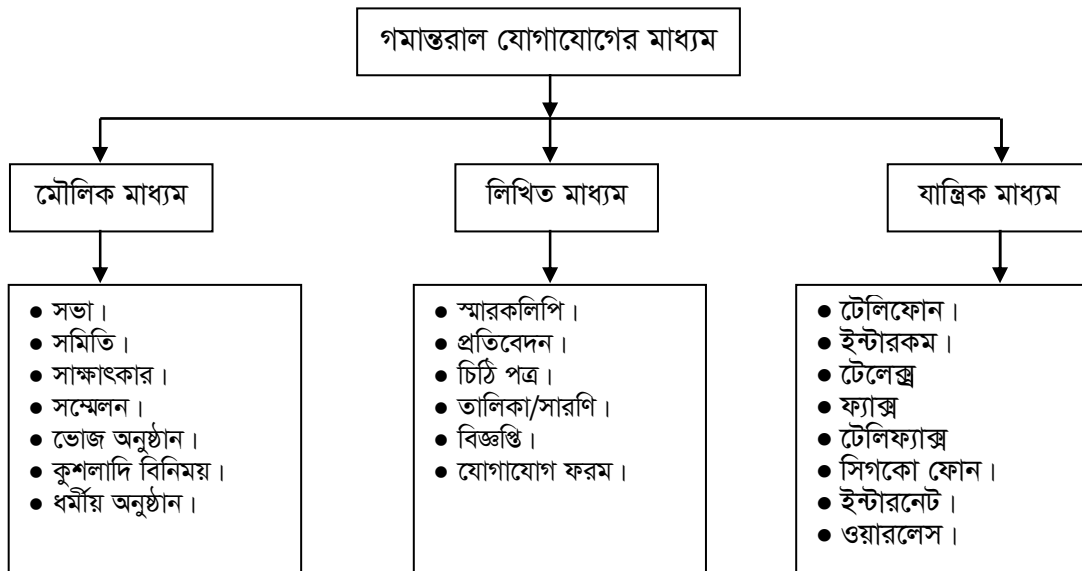 গমান্তরাল যোগাযোগের মাধ্যম
মৌলিক মাধ্যম
লিখিত মাধ্যম
যান্ত্রিক মাধ্যম
● সভা।
● সমিতি।
● সাক্ষাৎকার।
● সম্মেলন।
● ভোজ অনুষ্ঠান।
● কুশলাদি বিনিময়।
● ধর্মীয় অনুষ্ঠান।
● স্মারকলিপি।
● প্রতিবেদন।
● চিঠি পত্র।
● তালিকা/সারণি।
● বিজ্ঞপ্তি।
● যোগাযোগ ফরম।
● টেলিফোন।
● ইন্টারকম।
● টেলেক্স্র
● ফ্যাক্স
● টেলিফ্যাক্স
● সিগকো ফোন।
● ইন্টারনেট।
● ওয়ারলেস।